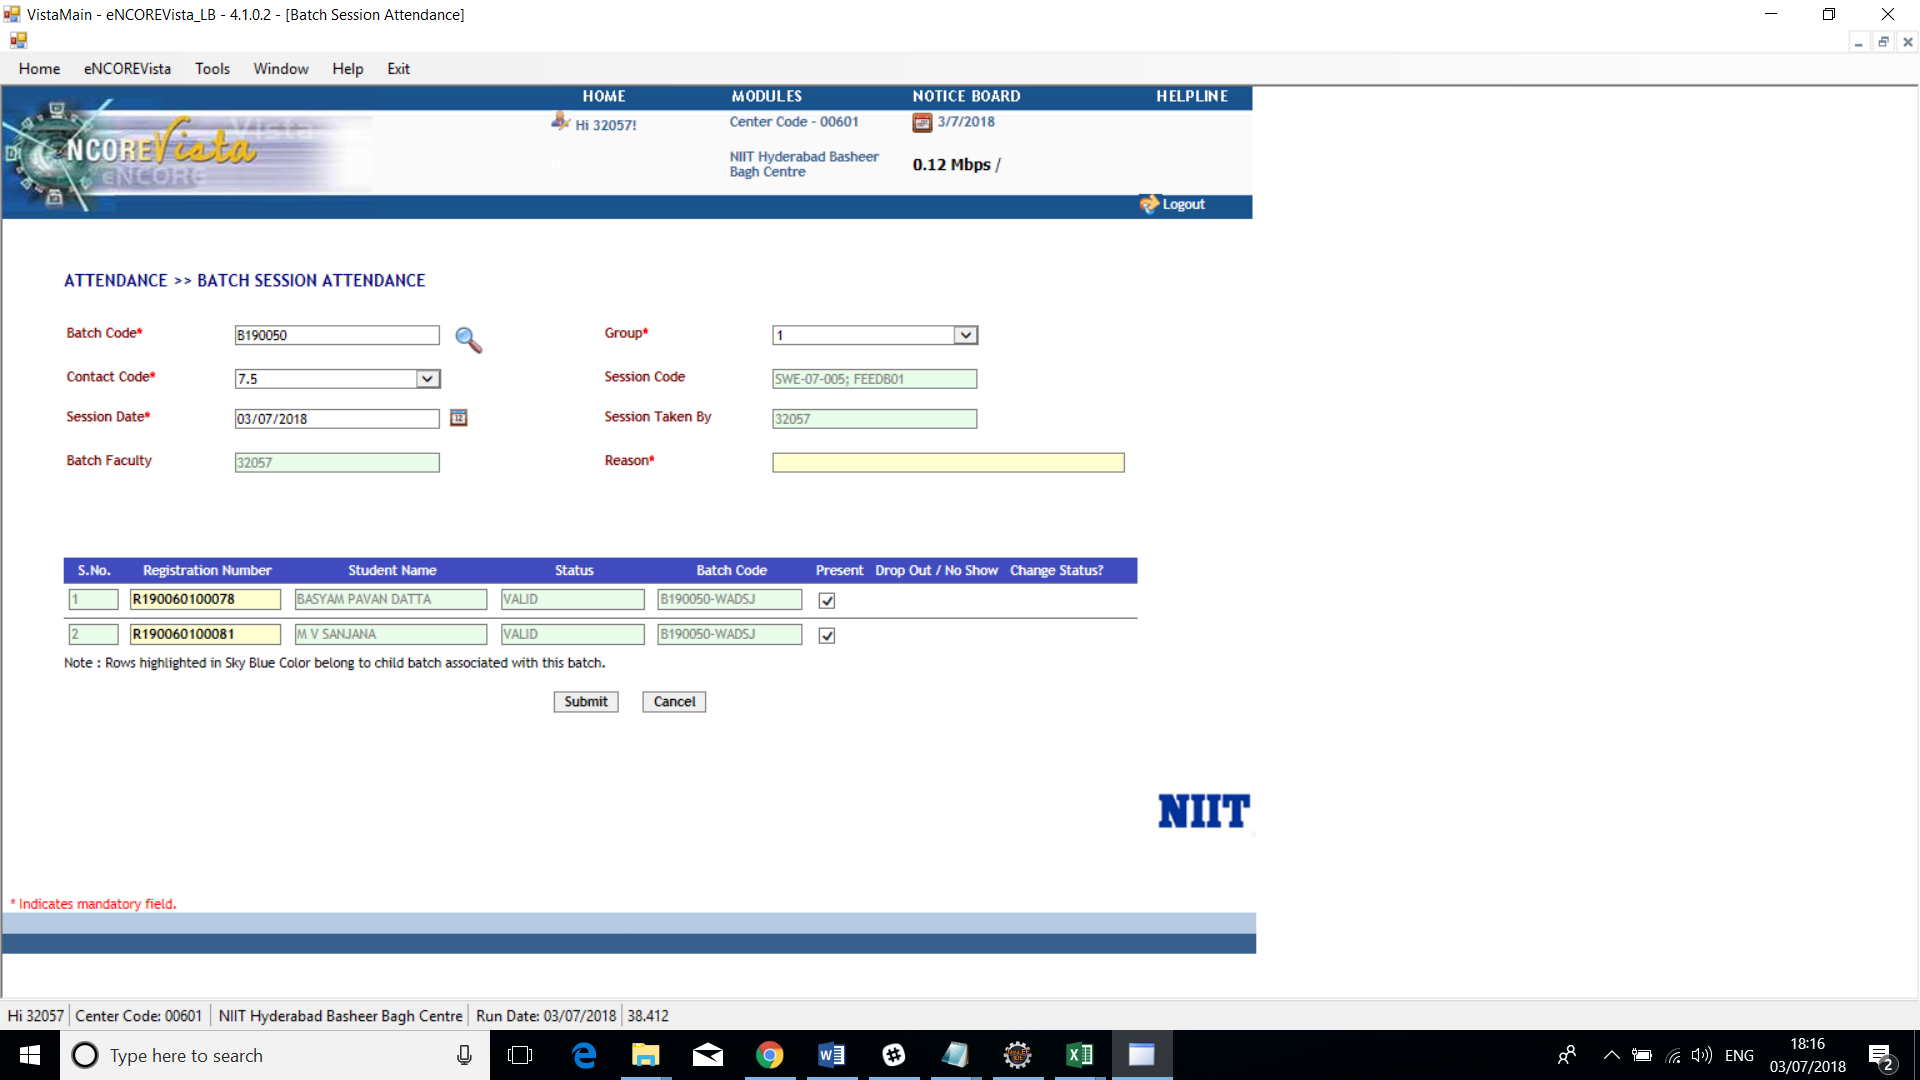 VistaMain - eNCOREVista_LB - 4.1.0.2 - [Batch Session Attendance]
Home eNCOREVista Tools Window Help Exit
HOME MODULES NOTICE BOARD HELPLINE
NCOREVista
Vista
eNCORE
Hi 32057! Center Code - 00601 3/7/2018
NIIT Hyderabad Basheer
Bagh Centre
0.12 Mbps /
Logout
ATTENDANCE >> BATCH SESSION ATTENDANCE
Batch Code* B190050 Group* 1
Contact Code* 7.5 Session Code SWE-07-005; FEEDB01
Session Date* 03/07/2018 12 Session Taken By 32057
Batch Faculty 32057 Reason*
S.No. Registration Number Student Name Status Batch Code Present Drop Out / No Show Change Status?
1 R190060100078 BASYAM PAVAN DATTA VALID B190050-WADSJ
2 R190060100081 M V SANJANA VALID B190050-WADSJ
Note : Rows highlighted in Sky Blue Color belong to child batch associated with this batch.
Submit Cancel
NIIT
* Indicates mandatory field.
Hi 32057 Center Code: 00601 NIIT Hyderabad Basheer Bagh Centre Run Date: 03/07/2018 38.412
Type here to search
ENG 18:16
03/07/2018 2